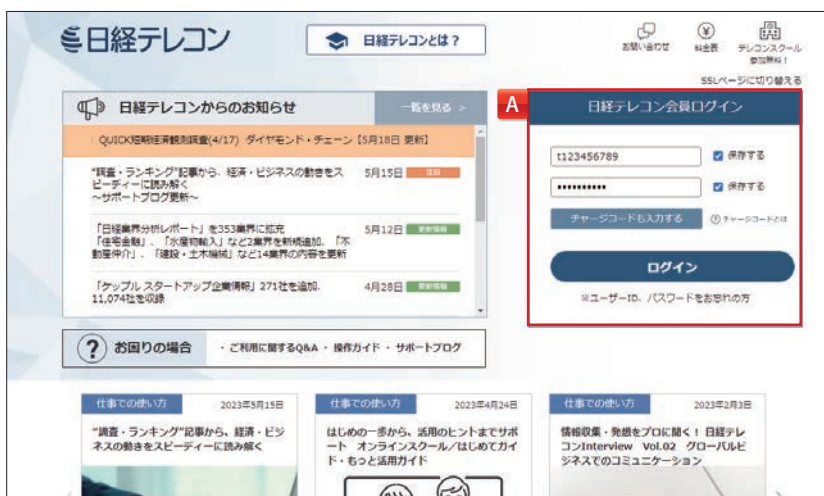 日経テレコン
日経テレコンとは？
お問い合わせ
料金表
テレコンスクール
参加無料！
SSLページに切り替える
日経テレコンからのお知らせ
一覧を見る >
QUICK短期経済観測調査(4/17) ダイヤモンド・チェーン【5月18日 更新】
"調査・ランキング"記事から、経済・ビジネスの動きをス
ピーディーに読み解く
～サポートブログ更新～
5月15日
「日経業界分析レポート」を353業界に拡充
「住宅金融」、「水産物輸入」など2業界を新規追加、「不
動産仲介」、「建設・土木機械」など14業界の内容を更新
5月12日 更新情報
「ケップル スタートアップ企業情報」271社を追加、
11,074社を収録
4月28日 更新情報
A
日経テレコン会員ログイン
t123456789
保存する
••••••••••
保存する
チャージコードも入力する
? チャージコードとは
ログイン
※ユーザーID、パスワードをお忘れの方
? お困りの場合 ・ご利用に関するQ&A ・ 操作ガイド ・ サポートブログ
仕事での使い方 2023年5月15日
"調査・ランキング"記事から、経済・ビジ
ネスの動きをスピーディーに読み解く
仕事での使い方 2023年4月24日
はじめの一歩から、活用のヒントまでサポ
ート オンラインスクール／はじめてガイ
ド・もっと活用ガイド
仕事での使い方 2023年2月3日
情報収集・発想をプロに聞く！ 日経テレ
コンInterview Vol.02 グローバルビ
ジネスでのコミュニケーション